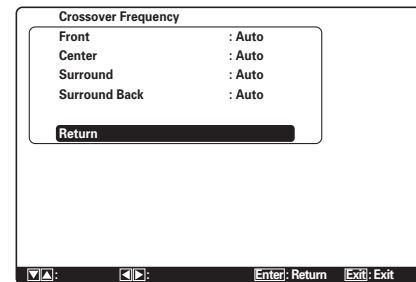 Crossover Frequency
Front : Auto
Center : Auto
Surround : Auto
Surround Back : Auto
Return
▼▲: ◀▶: Enter: Return Exit: Exit